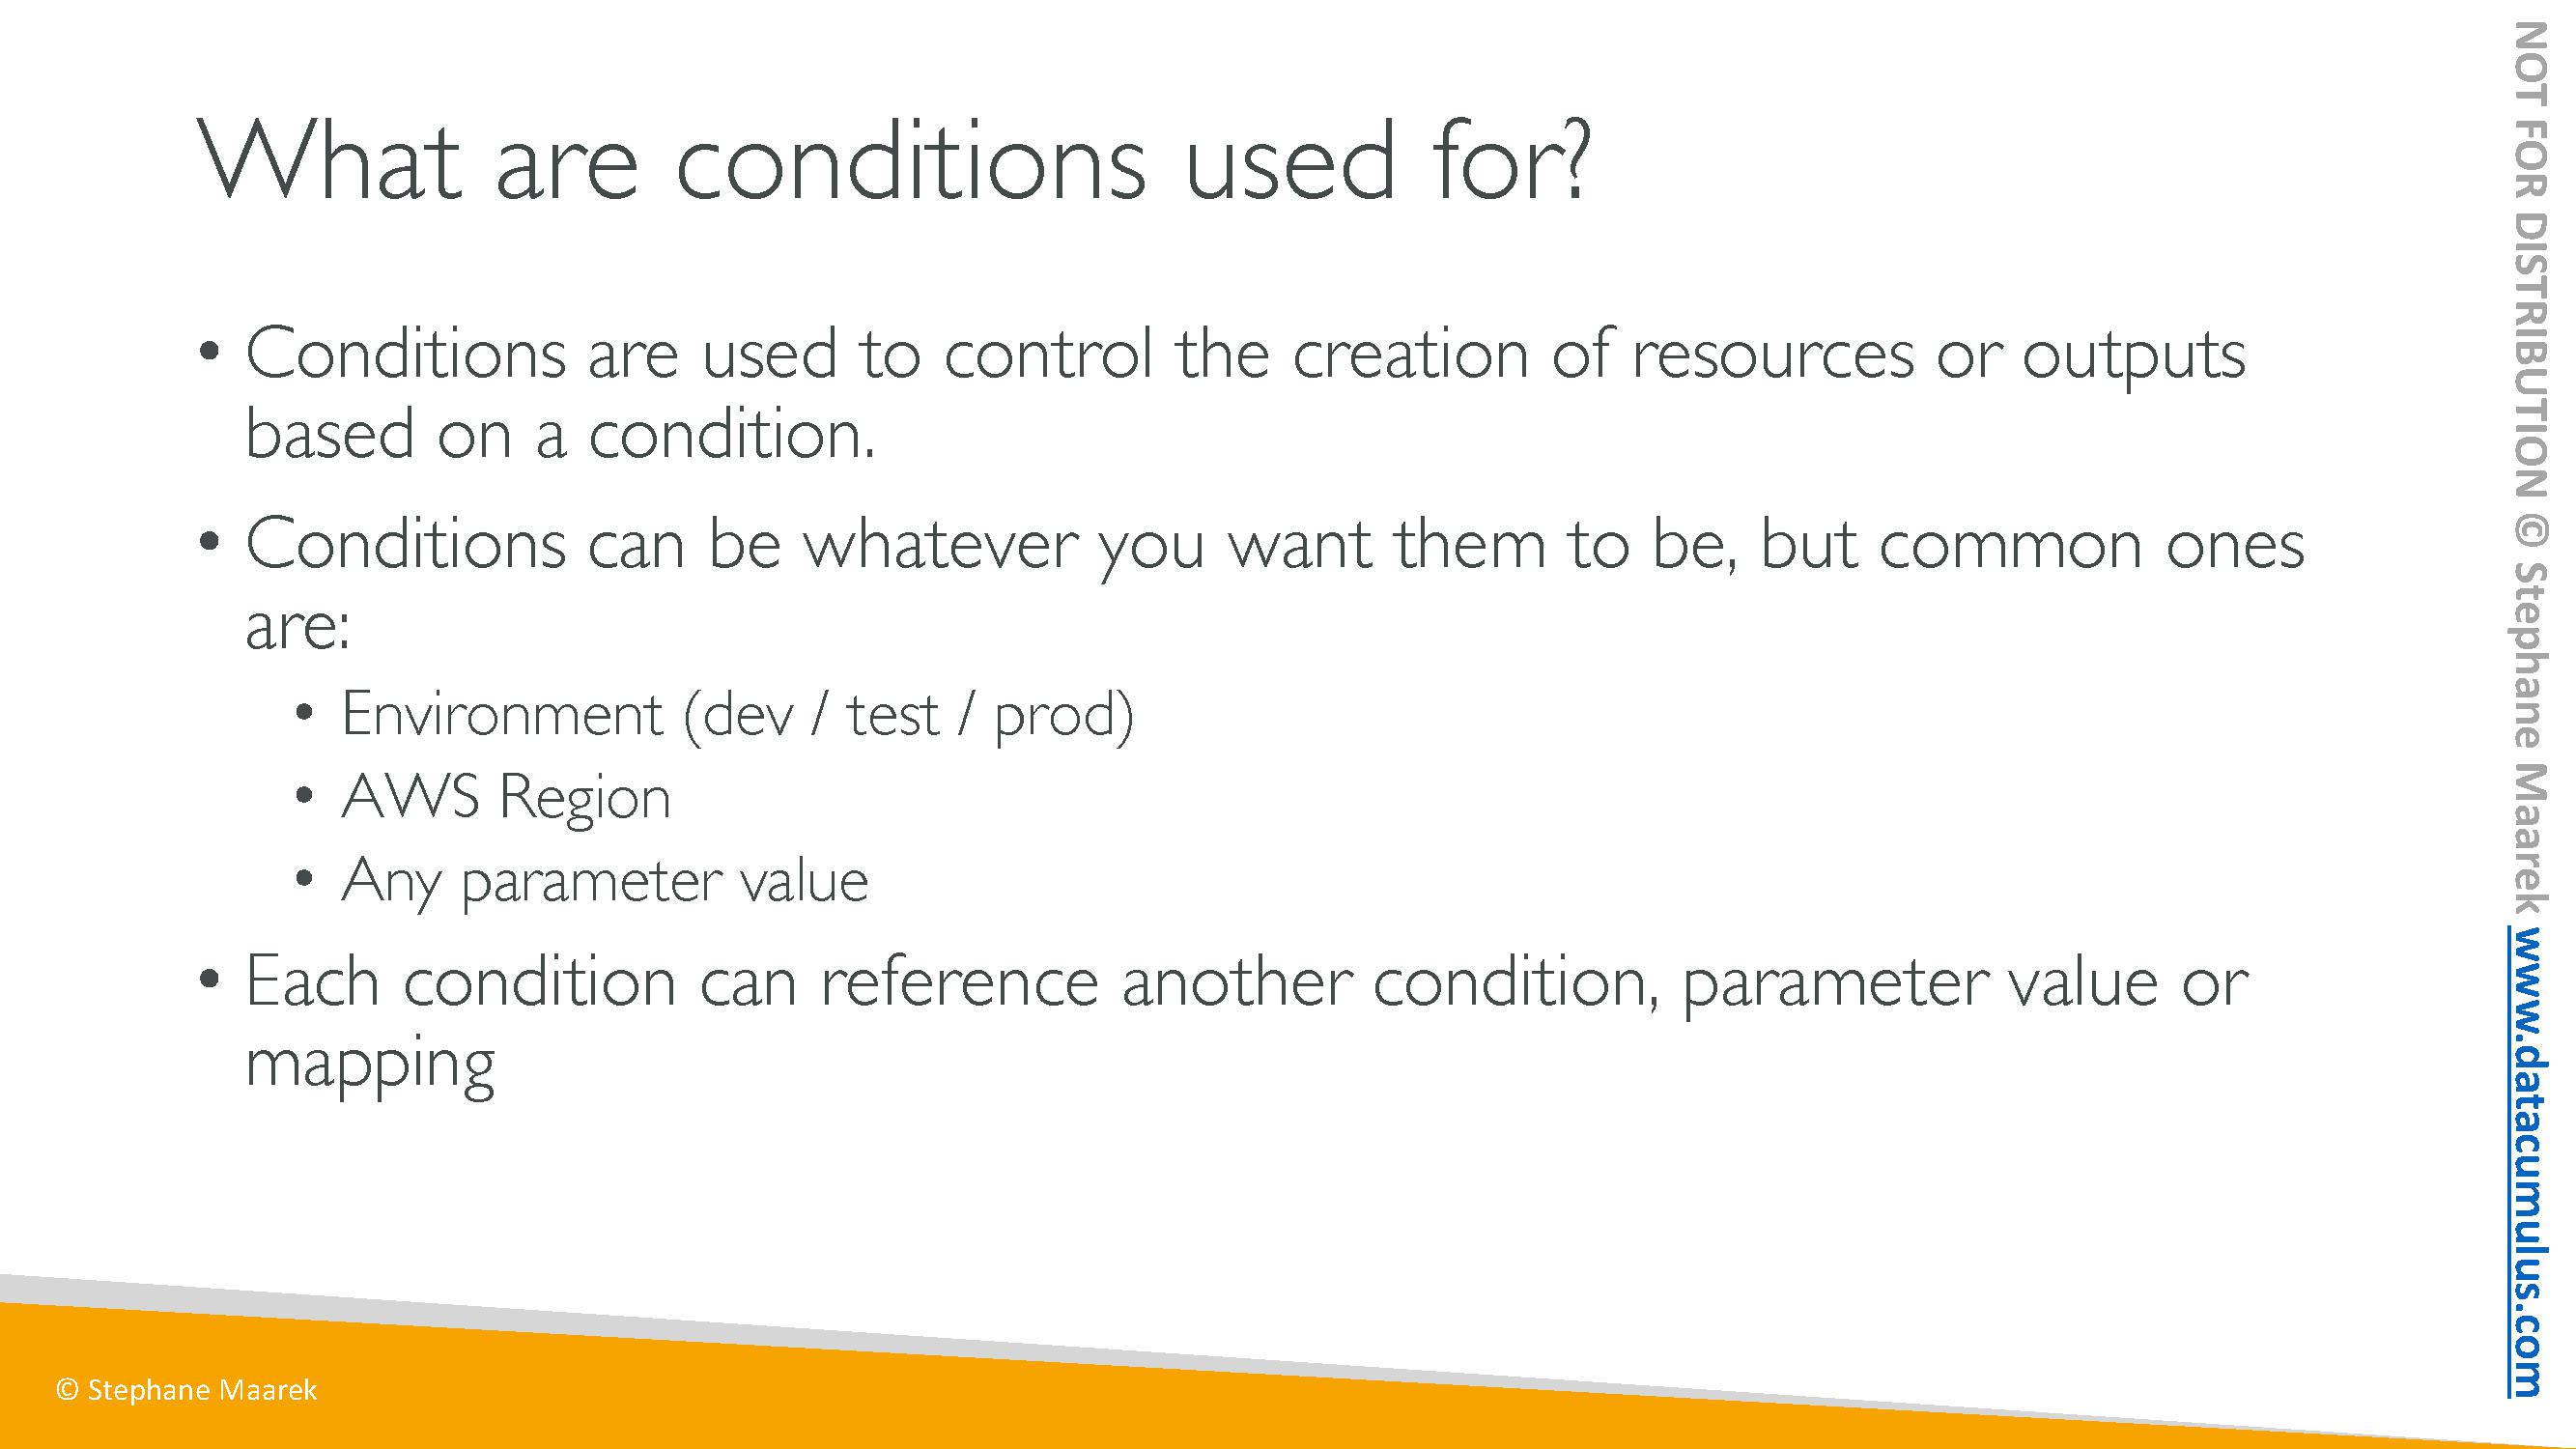 What are conditions used for?
• Conditions are used to control the creation of resources or outputs
based on a condition.
• Conditions can be whatever you want them to be, but common ones
are:
• Environment (dev / test / prod)
• AWS Region
• Any parameter value
• Each condition can reference another condition, parameter value or
mapping
© Stephane Maarek
NOT FOR DISTRIBUTION © Stephane Maarek www.datacumulus.com